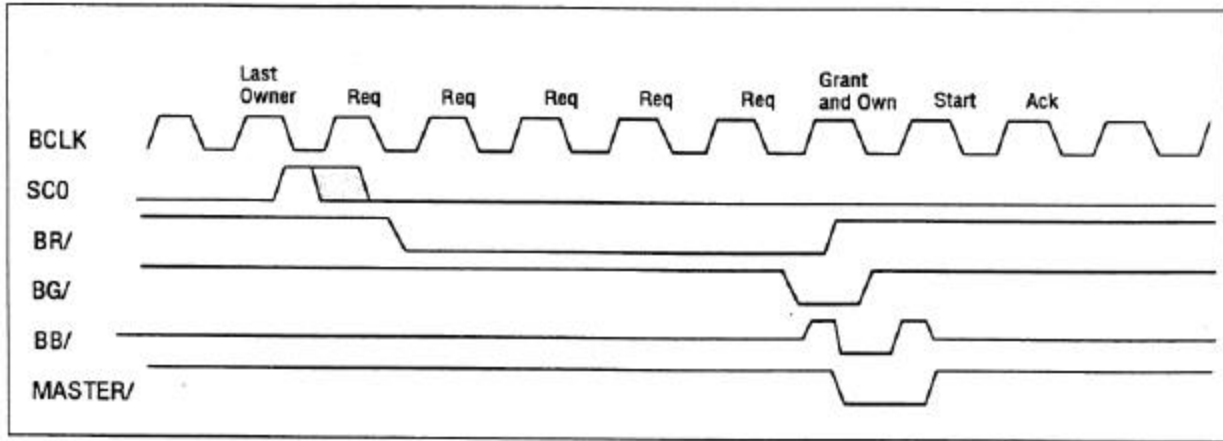 Last
Owner
Req
Req
Req
Req
Req
Grant
and Own
Start
Ack
BCLK
SC0
BR/
BG/
BB/
MASTER/